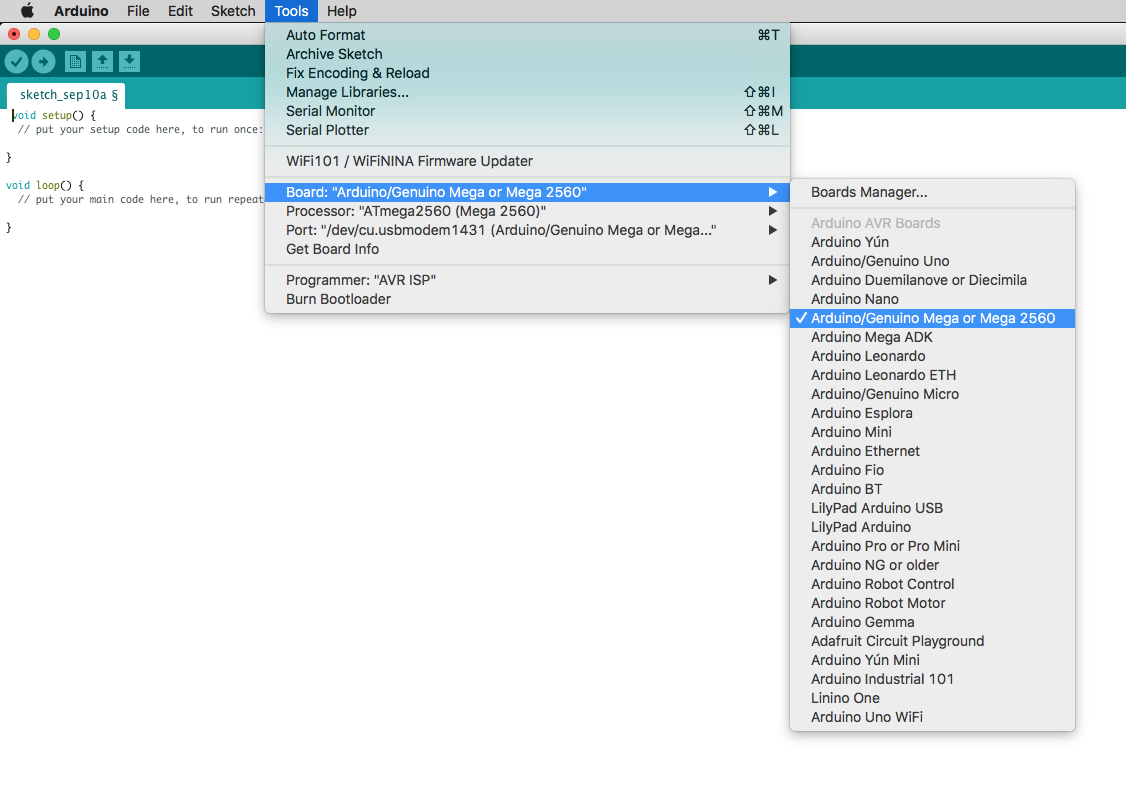 Arduino File Edit Sketch Tools Help
Auto Format ⌘T
Archive Sketch
Fix Encoding & Reload
Manage Libraries... ⇧⌘I
Serial Monitor ⇧⌘M
Serial Plotter ⇧⌘L
WiFi101 / WiFiNINA Firmware Updater
Board: "Arduino/Genuino Mega or Mega 2560"
Processor: "ATmega2560 (Mega 2560)"
Port: "/dev/cu.usbmodem1431 (Arduino/Genuino Mega or Mega..."
Get Board Info
Programmer: "AVR ISP"
Burn Bootloader
sketch_sep10a §
void setup() {
// put your setup code here, to run once:
}
void loop() {
// put your main code here, to run repeat
}
Boards Manager...
Arduino AVR Boards
Arduino Yún
Arduino/Genuino Uno
Arduino Duemilanove or Diecimila
Arduino Nano
✓ Arduino/Genuino Mega or Mega 2560
Arduino Mega ADK
Arduino Leonardo
Arduino Leonardo ETH
Arduino/Genuino Micro
Arduino Esplora
Arduino Mini
Arduino Ethernet
Arduino Fio
Arduino BT
LilyPad Arduino USB
LilyPad Arduino
Arduino Pro or Pro Mini
Arduino NG or older
Arduino Robot Control
Arduino Robot Motor
Arduino Gemma
Adafruit Circuit Playground
Arduino Yún Mini
Arduino Industrial 101
Linino One
Arduino Uno WiFi